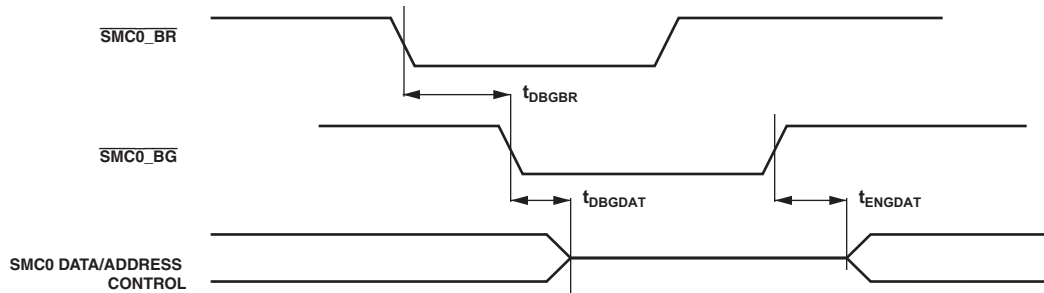 SMC0_BR
tDBGBR
SMC0_BG
tDBGDAT
tENGDAT
SMC0 DATA/ADDRESS
CONTROL